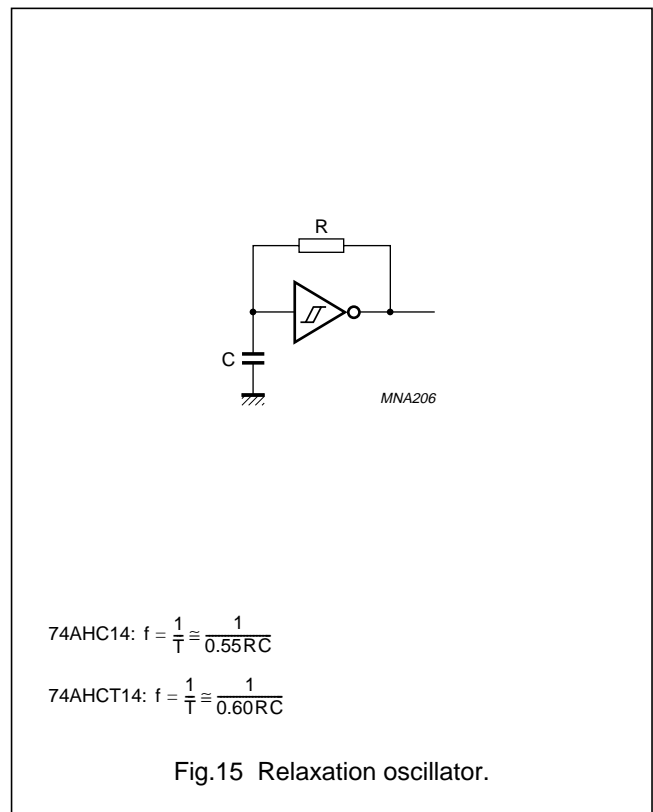 R
C
MNA206
74AHC14: f = 1/T ≅ 1/0.55RC
74AHCT14: f = 1/T ≅ 1/0.60RC
Fig.15 Relaxation oscillator.